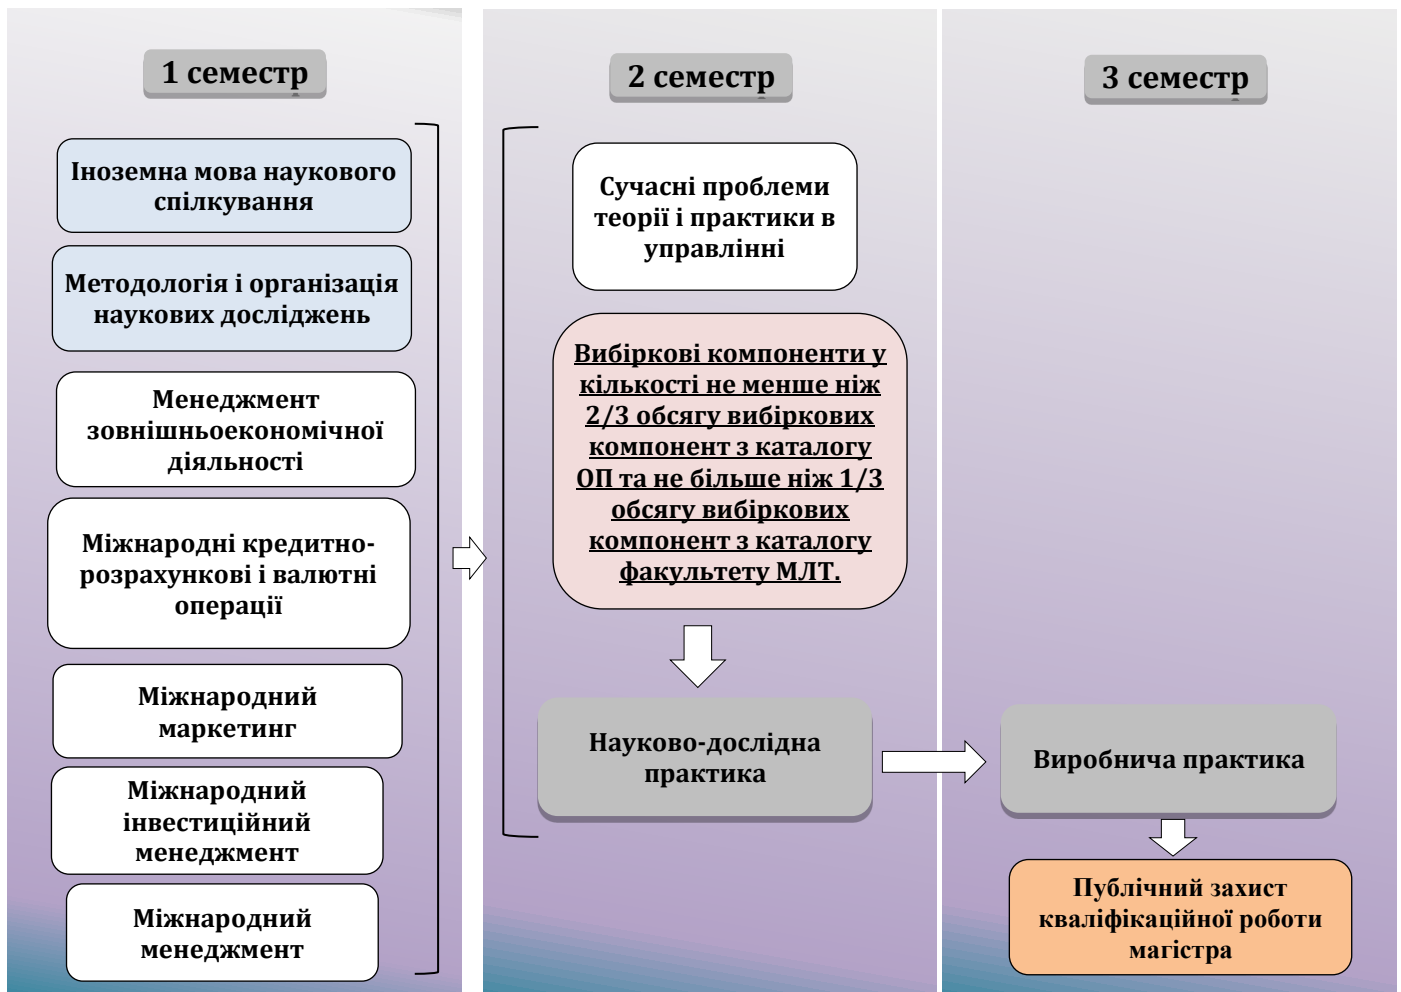 1 семестр
Іноземна мова наукового
спілкування
Методологія і організація
наукових досліджень
Менеджмент
зовнішньоекономічної
діяльності
Міжнародні кредитно-
розрахункові і валютні
операції
Міжнародний
маркетинг
Міжнародний
інвестиційний
менеджмент
Міжнародний
менеджмент
2 семестр
Сучасні проблеми
теорії і практики в
управлінні
Вибіркові компоненти у
кількості не менше ніж
2/3 обсягу вибіркових
компонент з каталогу
ОП та не більше ніж 1/3
обсягу вибіркових
компонент з каталогу
факультету МЛТ.
Науково-дослідна
практика
3 семестр
Виробнича практика
Публічний захист
кваліфікаційної роботи
магістра